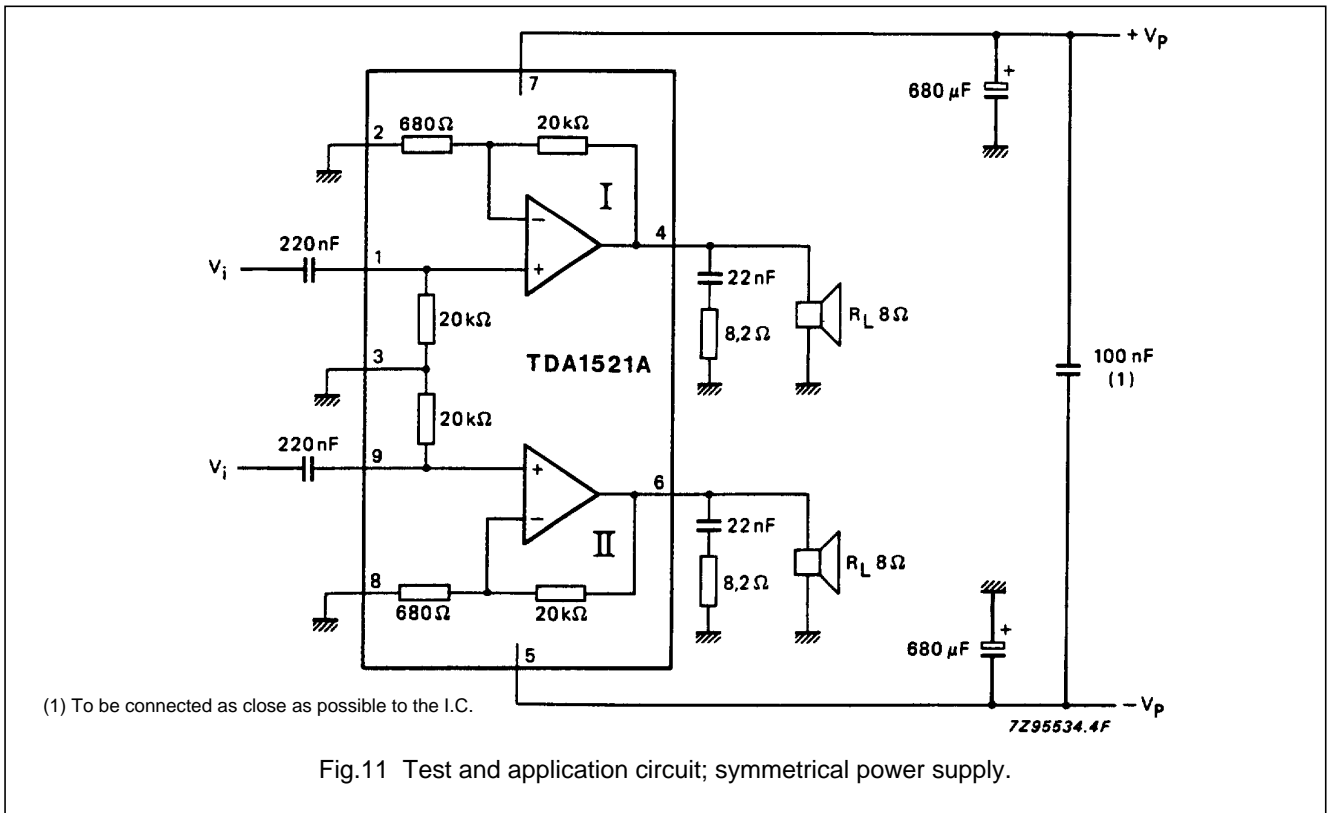 + Vp
7
680 µF
+
2
680Ω
20kΩ
I
−
+
4
220nF
Vi
1
22nF
8,2Ω
RL 8Ω
20kΩ
3
TDA1521A
100 nF
(1)
20kΩ
220nF
Vi
9
+
−
6
II
22nF
8,2Ω
RL 8Ω
8
680Ω
20kΩ
5
680 µF
+
− Vp
(1) To be connected as close as possible to the I.C.
7Z95534.4F
Fig.11 Test and application circuit; symmetrical power supply.